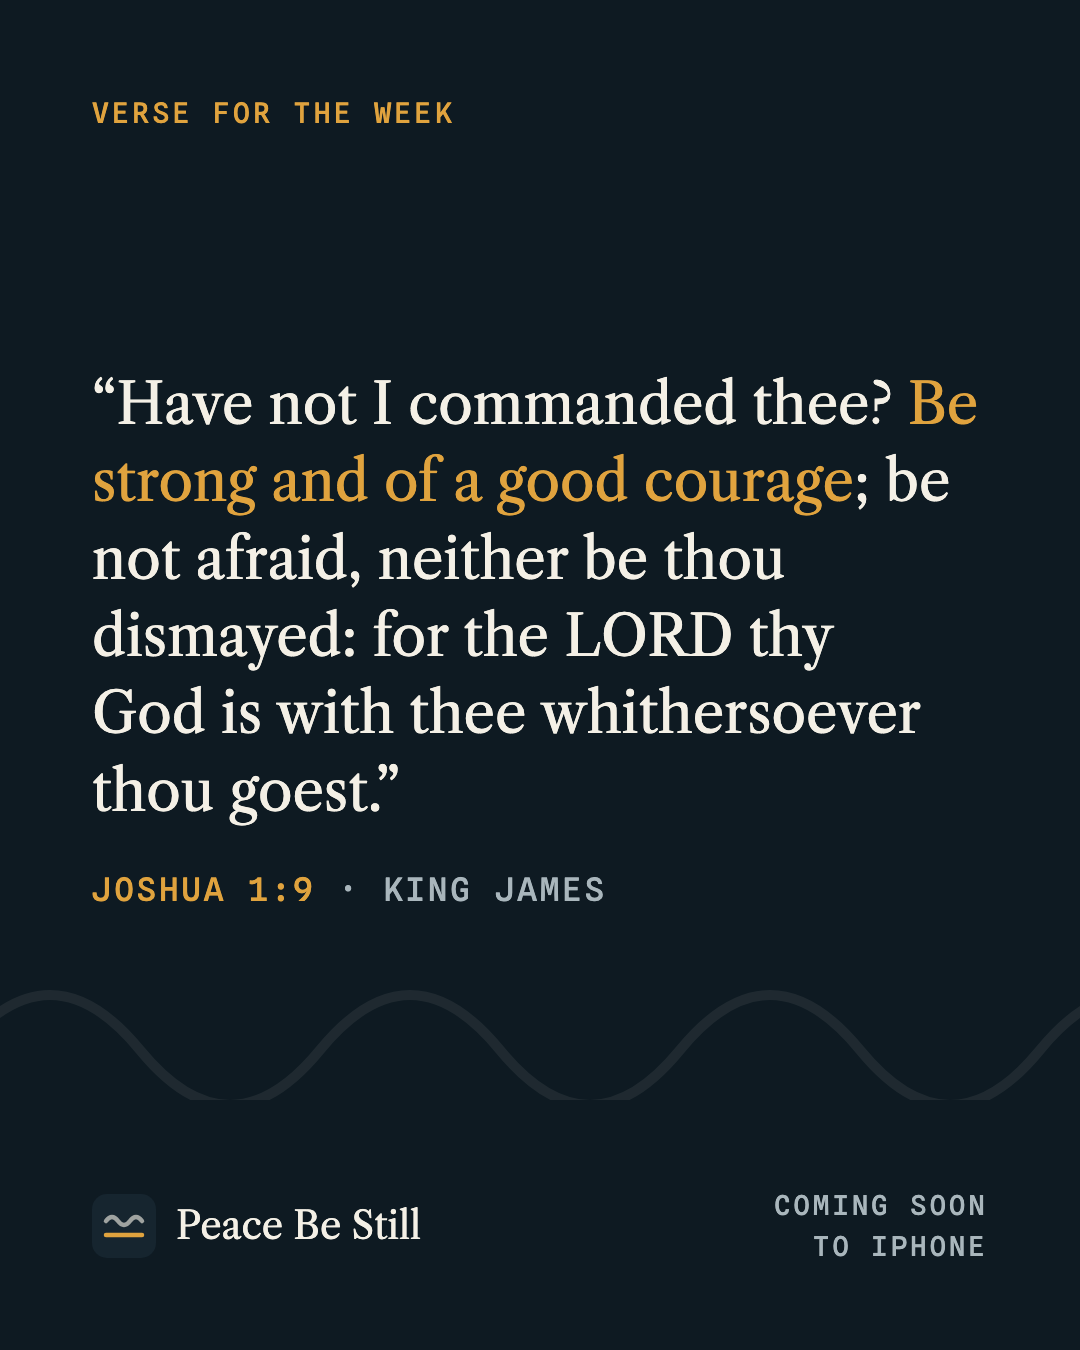 VERSE FOR THE WEEK
“Have not I commanded thee? Be
strong and of a good courage; be
not afraid, neither be thou
dismayed: for the LORD thy
God is with thee whithersoever
thou goest.”
JOSHUA 1:9 · KING JAMES
Peace Be Still
COMING SOON
TO IPHONE